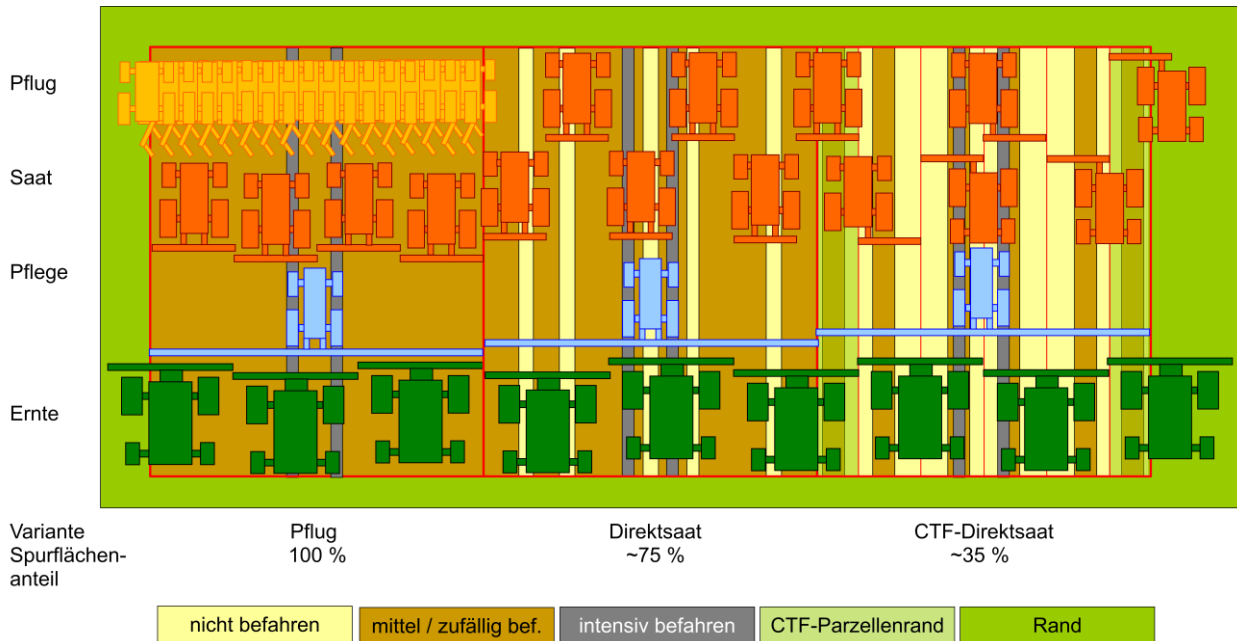 Pflug
Saat
Pflege
Ernte
Variante Pflug Direktsaat CTF-Direktsaat
Spurflächen- 100 % ~75 % ~35 %
anteil
nicht befahren mittel / zufällig bef. intensiv befahren CTF-Parzellenrand Rand